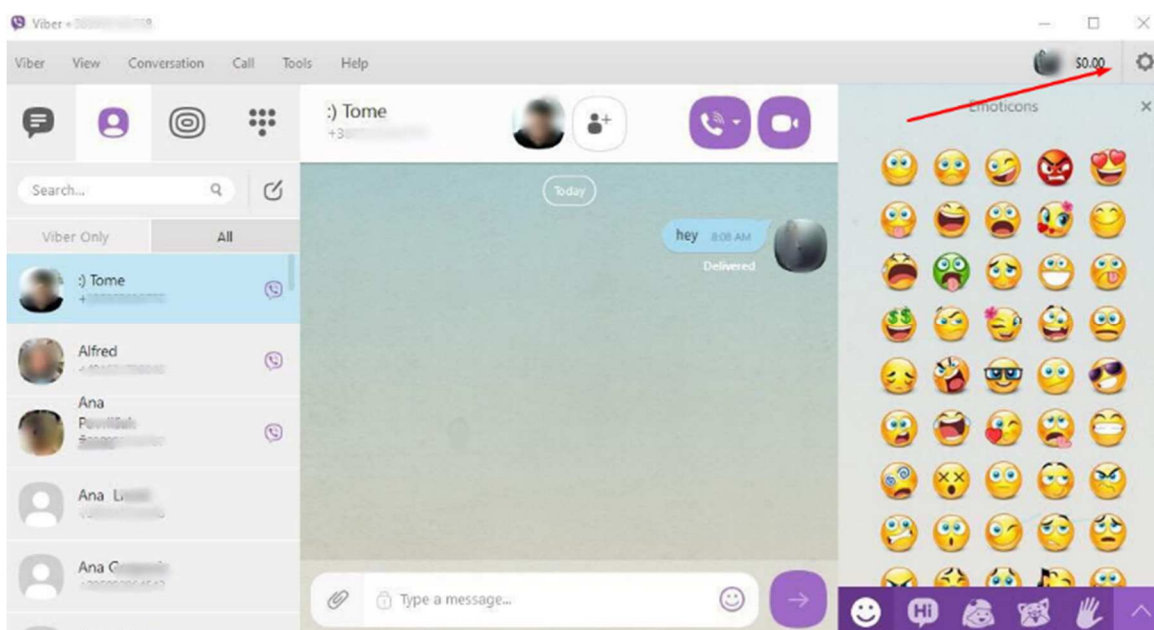 Viber +
Viber View Conversation Call Tools Help $0.00
:) Tome
+3
Emoticons
Search...
Today
Viber Only All
hey 8:08 AM
Delivered
:) Tome
+
Alfred
Ana
Ana
Ana
Type a message...
Hi